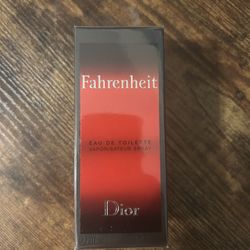 Fahrenheit
EAU DE TOILETTE
VAPORISATEUR SPRAY
Dior